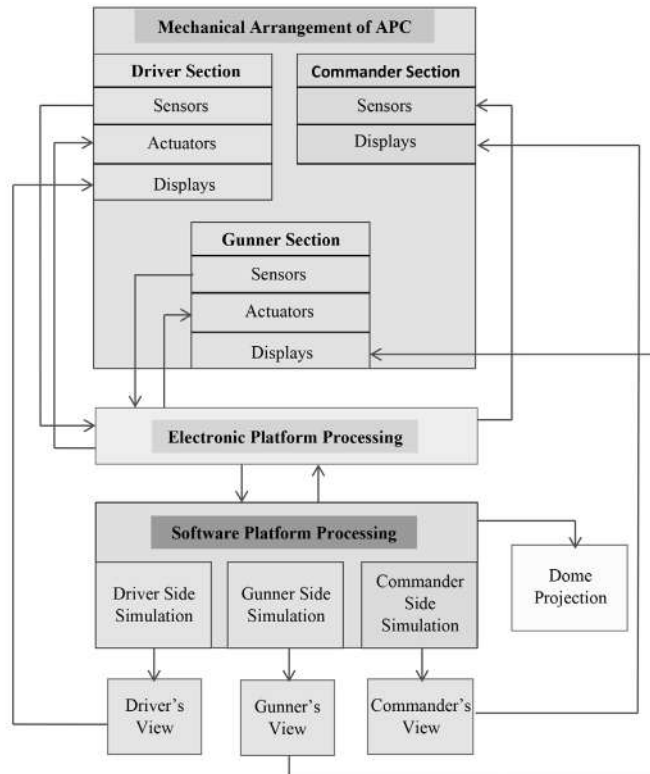 Mechanical Arrangement of APC
Driver Section
Sensors
Actuators
Displays
Commander Section
Sensors
Displays
Gunner Section
Sensors
Actuators
Displays
Electronic Platform Processing
Software Platform Processing
Driver Side
Simulation
Gunner Side
Simulation
Commander
Side
Simulation
Dome
Projection
Driver's
View
Gunner's
View
Commander's
View